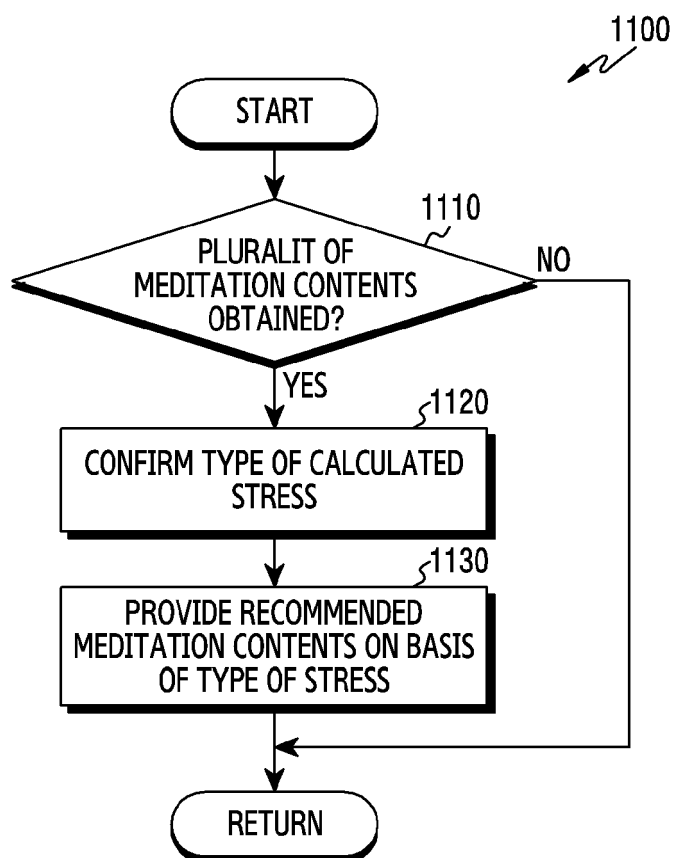 1100
START
1110
PLURALIT OF
MEDITATION CONTENTS
OBTAINED?
NO
YES
1120
CONFIRM TYPE OF CALCULATED
STRESS
1130
PROVIDE RECOMMENDED
MEDITATION CONTENTS ON BASIS
OF TYPE OF STRESS
RETURN